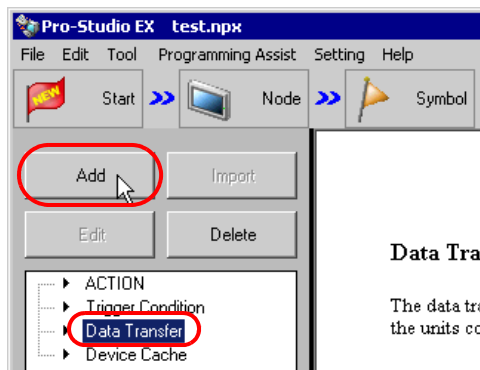 Pro-Studio EX test.npx
File Edit Tool Programming Assist Setting Help
NEW Start Node Symbol
Add Import
Edit Delete
ACTION
Trigger Condition
Data Transfer
Device Cache
Data Tra
The data tra
the units co